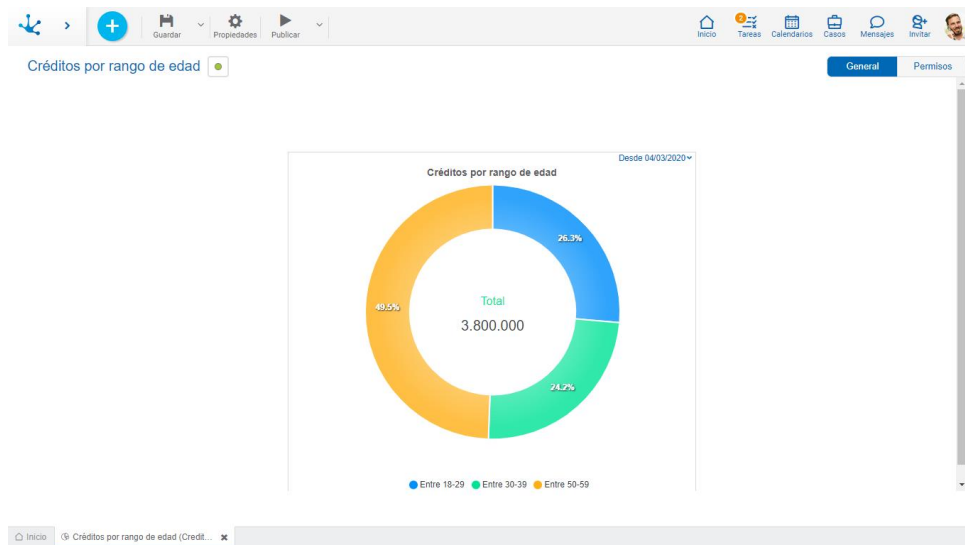 Guardar
Propiedades
Publicar
Inicio
2
Tareas
Calendarios
Casos
Mensajes
Invitar
Créditos por rango de edad
General
Permisos
Desde 04/03/2020
Créditos por rango de edad
26.3%
49.5%
Total
3.800.000
24.2%
Entre 18-29 Entre 30-39 Entre 50-59
Inicio
Créditos por rango de edad (Credit...